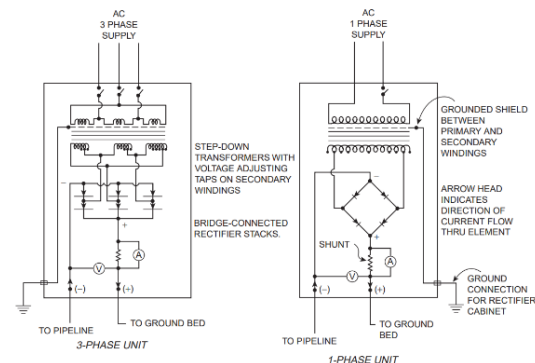 AC
3 PHASE
SUPPLY
STEP-DOWN
TRANSFORMERS WITH
VOLTAGE ADJUSTING
TAPS ON SECONDARY
WINDINGS
BRIDGE-CONNECTED
RECTIFIER STACKS.
−
+
A
V
(−)
(+)
TO PIPELINE
TO GROUND BED
3-PHASE UNIT
AC
1 PHASE
SUPPLY
GROUNDED SHIELD
BETWEEN
PRIMARY AND
SECONDARY
WINDINGS
ARROW HEAD
INDICATES
DIRECTION OF
CURRENT FLOW
THRU ELEMENT
−
+
SHUNT
A
V
(−)
(+)
GROUND
CONNECTION
FOR RECTIFIER
CABINET
TO PIPELINE
TO GROUND
BED
1-PHASE UNIT